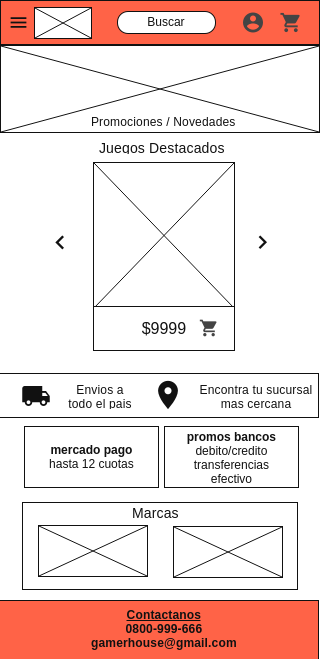 Buscar
Promociones / Novedades
Juegos Destacados
$9999
Envios a
todo el pais
Encontra tu sucursal
mas cercana
mercado pago
hasta 12 cuotas
promos bancos
debito/credito
transferencias
efectivo
Marcas
Contactanos
0800-999-666
gamerhouse@gmail.com